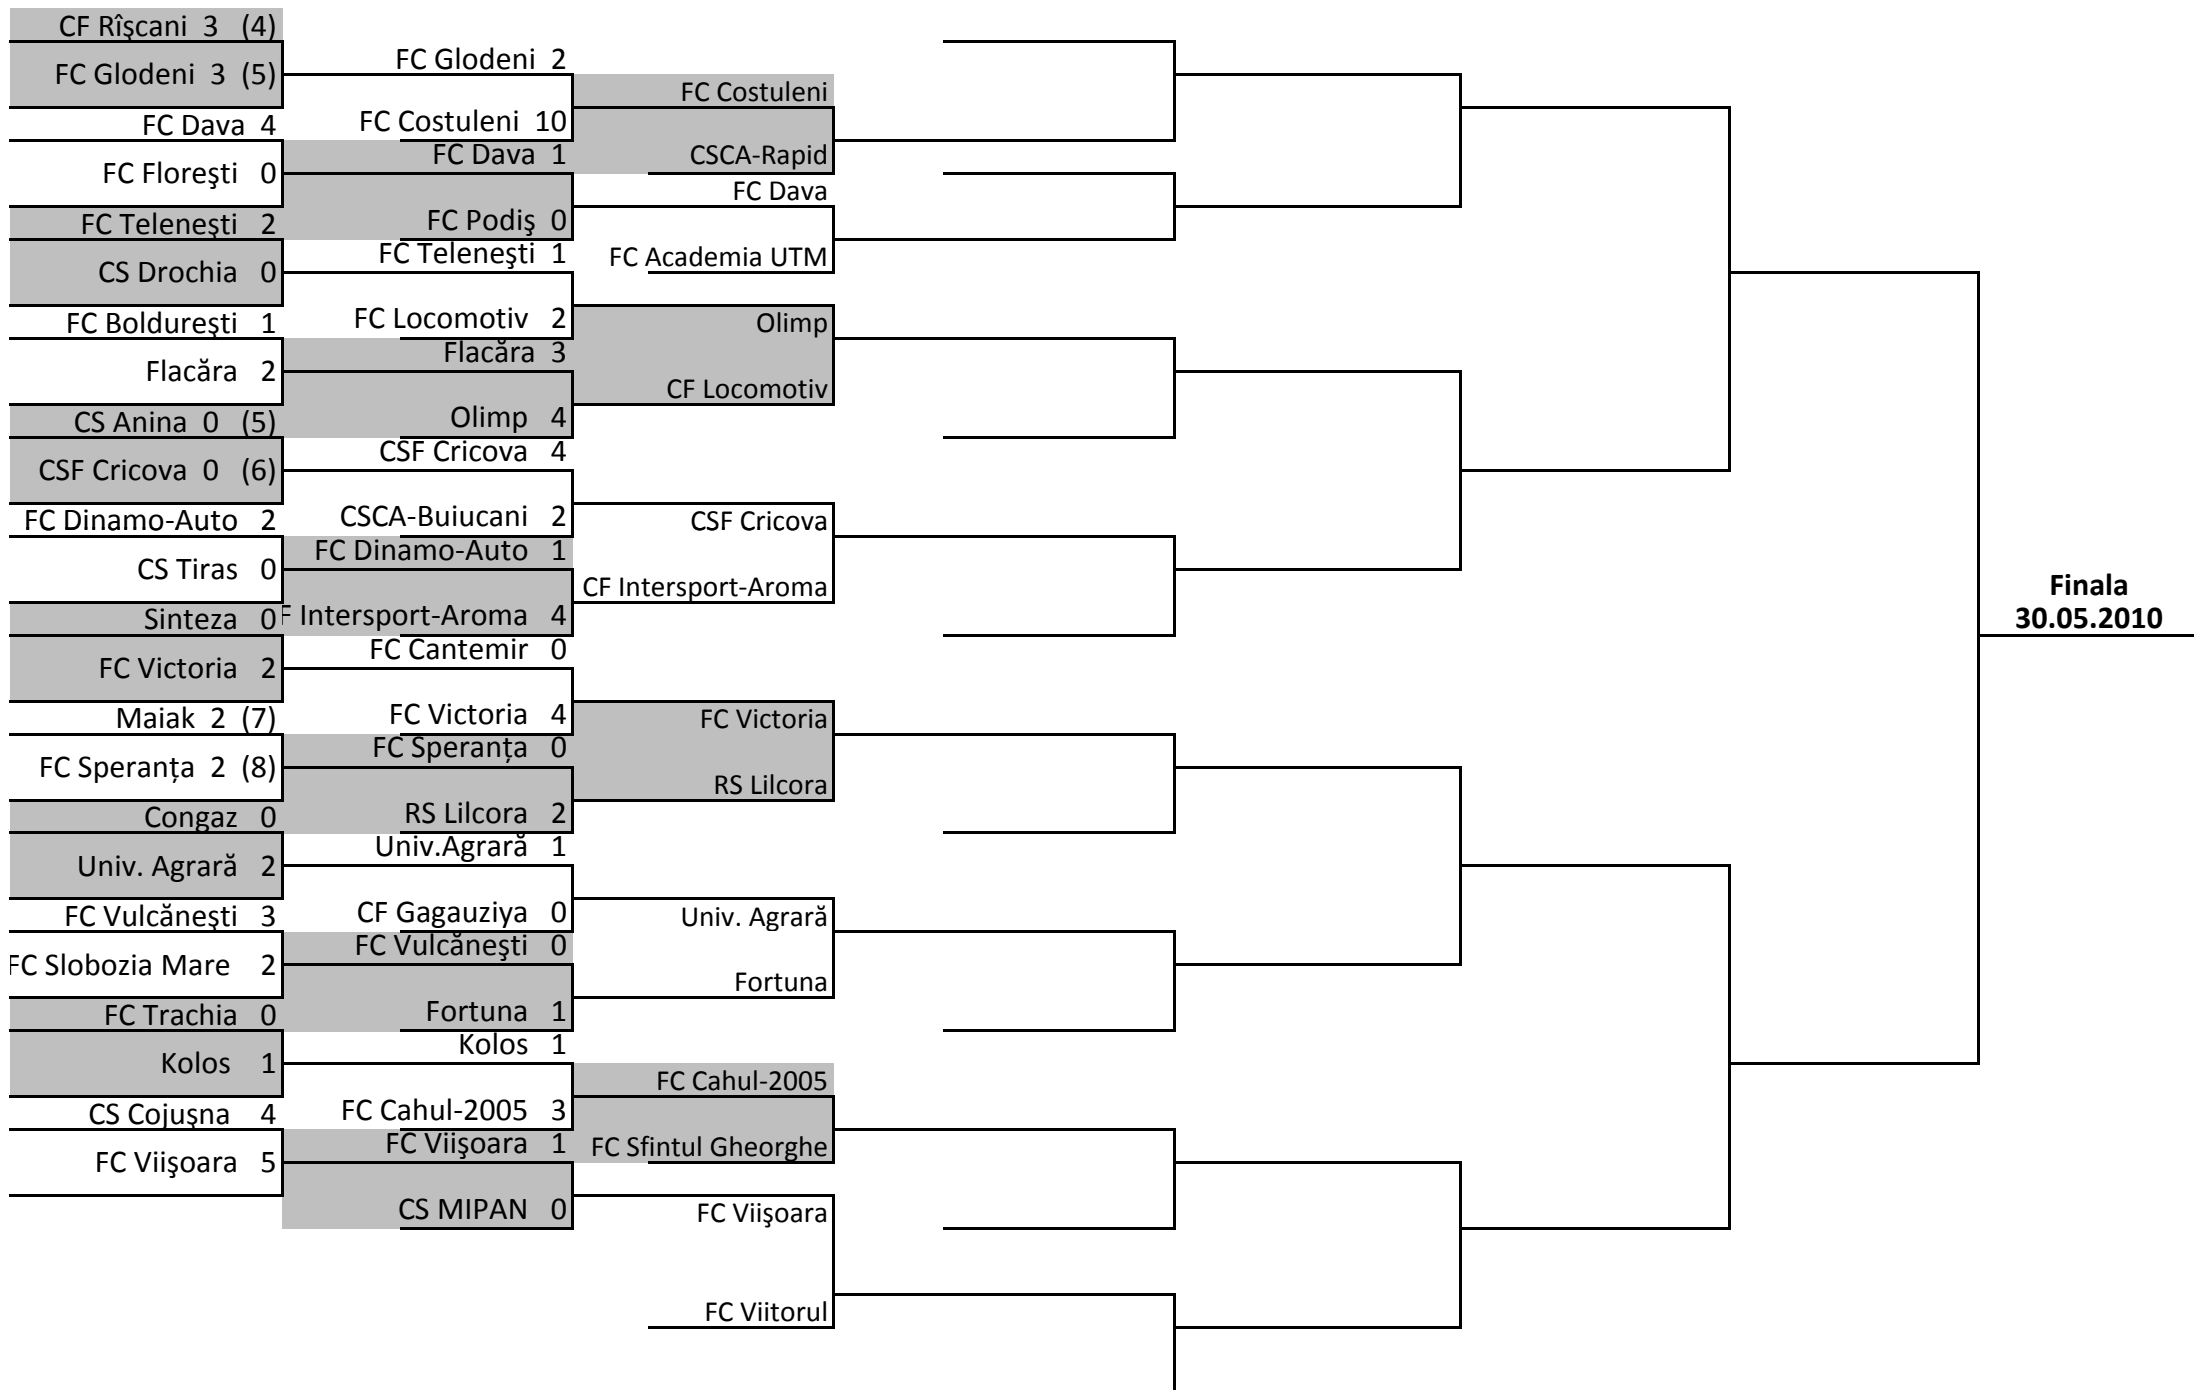 CF Rîşcani 3 (4)
FC Glodeni 3 (5)
FC Dava 4
FC Floreşti 0
FC Teleneşti 2
CS Drochia 0
FC Boldureşti 1
Flacăra 2
CS Anina 0 (5)
CSF Cricova 0 (6)
FC Dinamo-Auto 2
CS Tiras 0
Sinteza 0
FC Victoria 2
Maiak 2 (7)
FC Speranța 2 (8)
Congaz 0
Univ. Agrară 2
FC Vulcăneşti 3
FC Slobozia Mare 2
FC Trachia 0
Kolos 1
CS Cojuşna 4
FC Viişoara 5
FC Glodeni 2
FC Costuleni 10
FC Dava 1
FC Podiş 0
FC Teleneşti 1
FC Locomotiv 2
Flacăra 3
Olimp 4
CSF Cricova 4
CSCA-Buiucani 2
FC Dinamo-Auto 1
F Intersport-Aroma 4
FC Cantemir 0
FC Victoria 4
FC Speranța 0
RS Lilcora 2
Univ.Agrară 1
CF Gagauziya 0
FC Vulcăneşti 0
Fortuna 1
Kolos 1
FC Cahul-2005 3
FC Viişoara 1
CS MIPAN 0
FC Costuleni
CSCA-Rapid
FC Dava
FC Academia UTM
Olimp
CF Locomotiv
CSF Cricova
CF Intersport-Aroma
FC Victoria
RS Lilcora
Univ. Agrară
Fortuna
FC Cahul-2005
FC Sfintul Gheorghe
FC Viişoara
FC Viitorul
Finala
30.05.2010